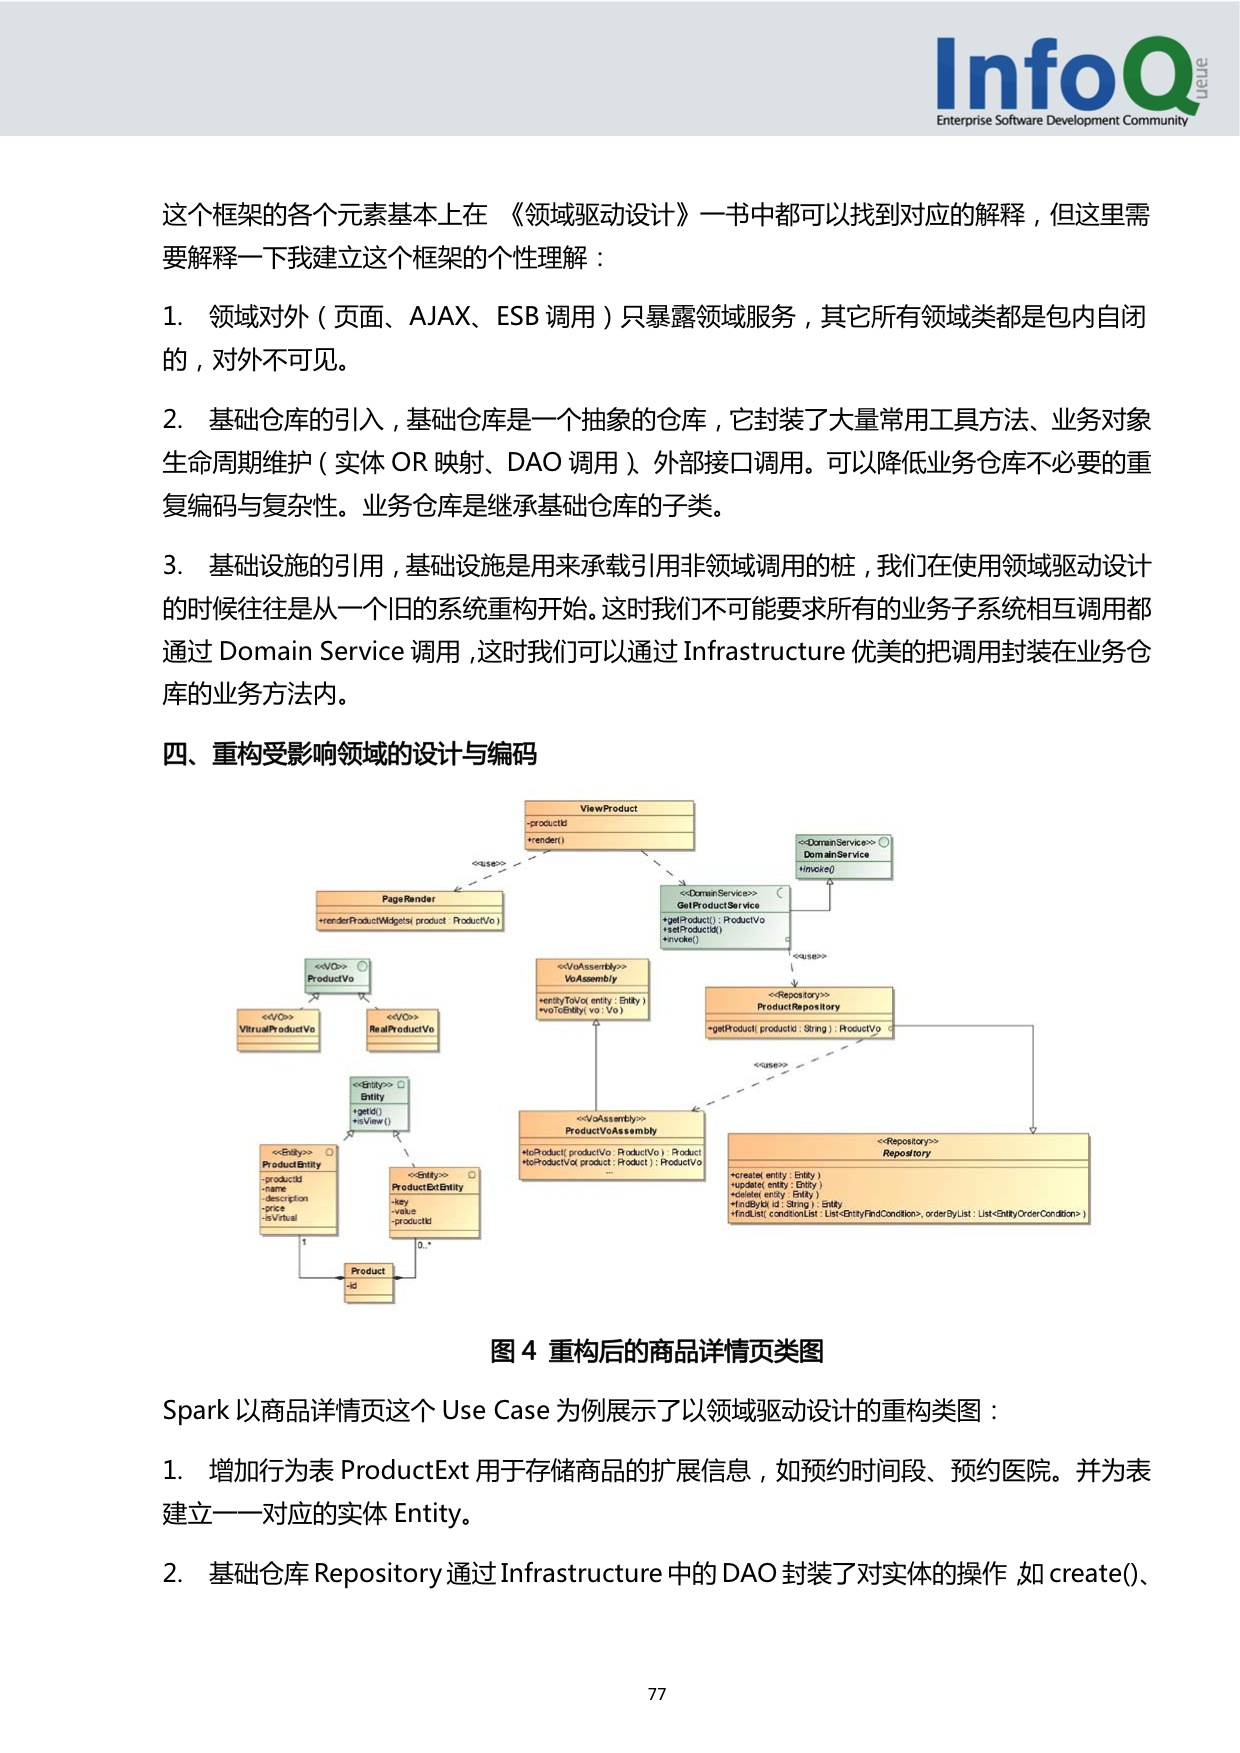 InfoQ
ueue
Enterprise Software Development Community
这个框架的各个元素基本上在 《领域驱动设计》一书中都可以找到对应的解释，但这里需
要解释一下我建立这个框架的个性理解：
1. 领域对外（页面、AJAX、ESB 调用）只暴露领域服务，其它所有领域类都是包内自闭
的，对外不可见。
2. 基础仓库的引入，基础仓库是一个抽象的仓库，它封装了大量常用工具方法、业务对象
生命周期维护（实体 OR 映射、DAO 调用）、外部接口调用。可以降低业务仓库不必要的重
复编码与复杂性。业务仓库是继承基础仓库的子类。
3. 基础设施的引用，基础设施是用来承载引用非领域调用的桩，我们在使用领域驱动设计
的时候往往是从一个旧的系统重构开始。这时我们不可能要求所有的业务子系统相互调用都
通过 Domain Service 调用，这时我们可以通过 Infrastructure 优美的把调用封装在业务仓
库的业务方法内。
四、重构受影响领域的设计与编码
ViewProduct
-productId
+render()
<<use>>
<<DomainService>>
DomainService
+invoke()
PageRender
+renderProductWidgets( product : ProductVo )
<<DomainService>>
GetProductService
+getProduct() : ProductVo
+setProductId()
+invoke()
<<use>>
<<VO>>
ProductVo
<<VO>>
VitrualProductVo
<<VO>>
RealProductVo
<<VoAssembly>>
VoAssembly
+entityToVo( entity : Entity )
+voToEntity( vo : Vo )
<<Repository>>
ProductRepository
+getProduct( productId : String ) : ProductVo
<<use>>
<<Entity>>
Entity
+getId()
+isView()
<<VoAssembly>>
ProductVoAssembly
+toProduct( productVo : ProductVo ) : Product
+toProductVo( product : Product ) : ProductVo
...
<<Repository>>
Repository
+create( entity : Entity )
+update( entity : Entity )
+delete( entity : Entity )
+findById( id : String ) : Entity
+findList( conditionList : List<EntityFindCondition>, orderByList : List<EntityOrderCondition> )
<<Entity>>
ProductEntity
-productId
-name
-description
-price
-isVirtual
<<Entity>>
ProductExtEntity
-key
-value
-productId
1
0..*
Product
-id
图 4 重构后的商品详情页类图
Spark 以商品详情页这个 Use Case 为例展示了以领域驱动设计的重构类图：
1. 增加行为表 ProductExt 用于存储商品的扩展信息，如预约时间段、预约医院。并为表
建立一一对应的实体 Entity。
2. 基础仓库 Repository 通过 Infrastructure 中的 DAO 封装了对实体的操作，如 create()、
77